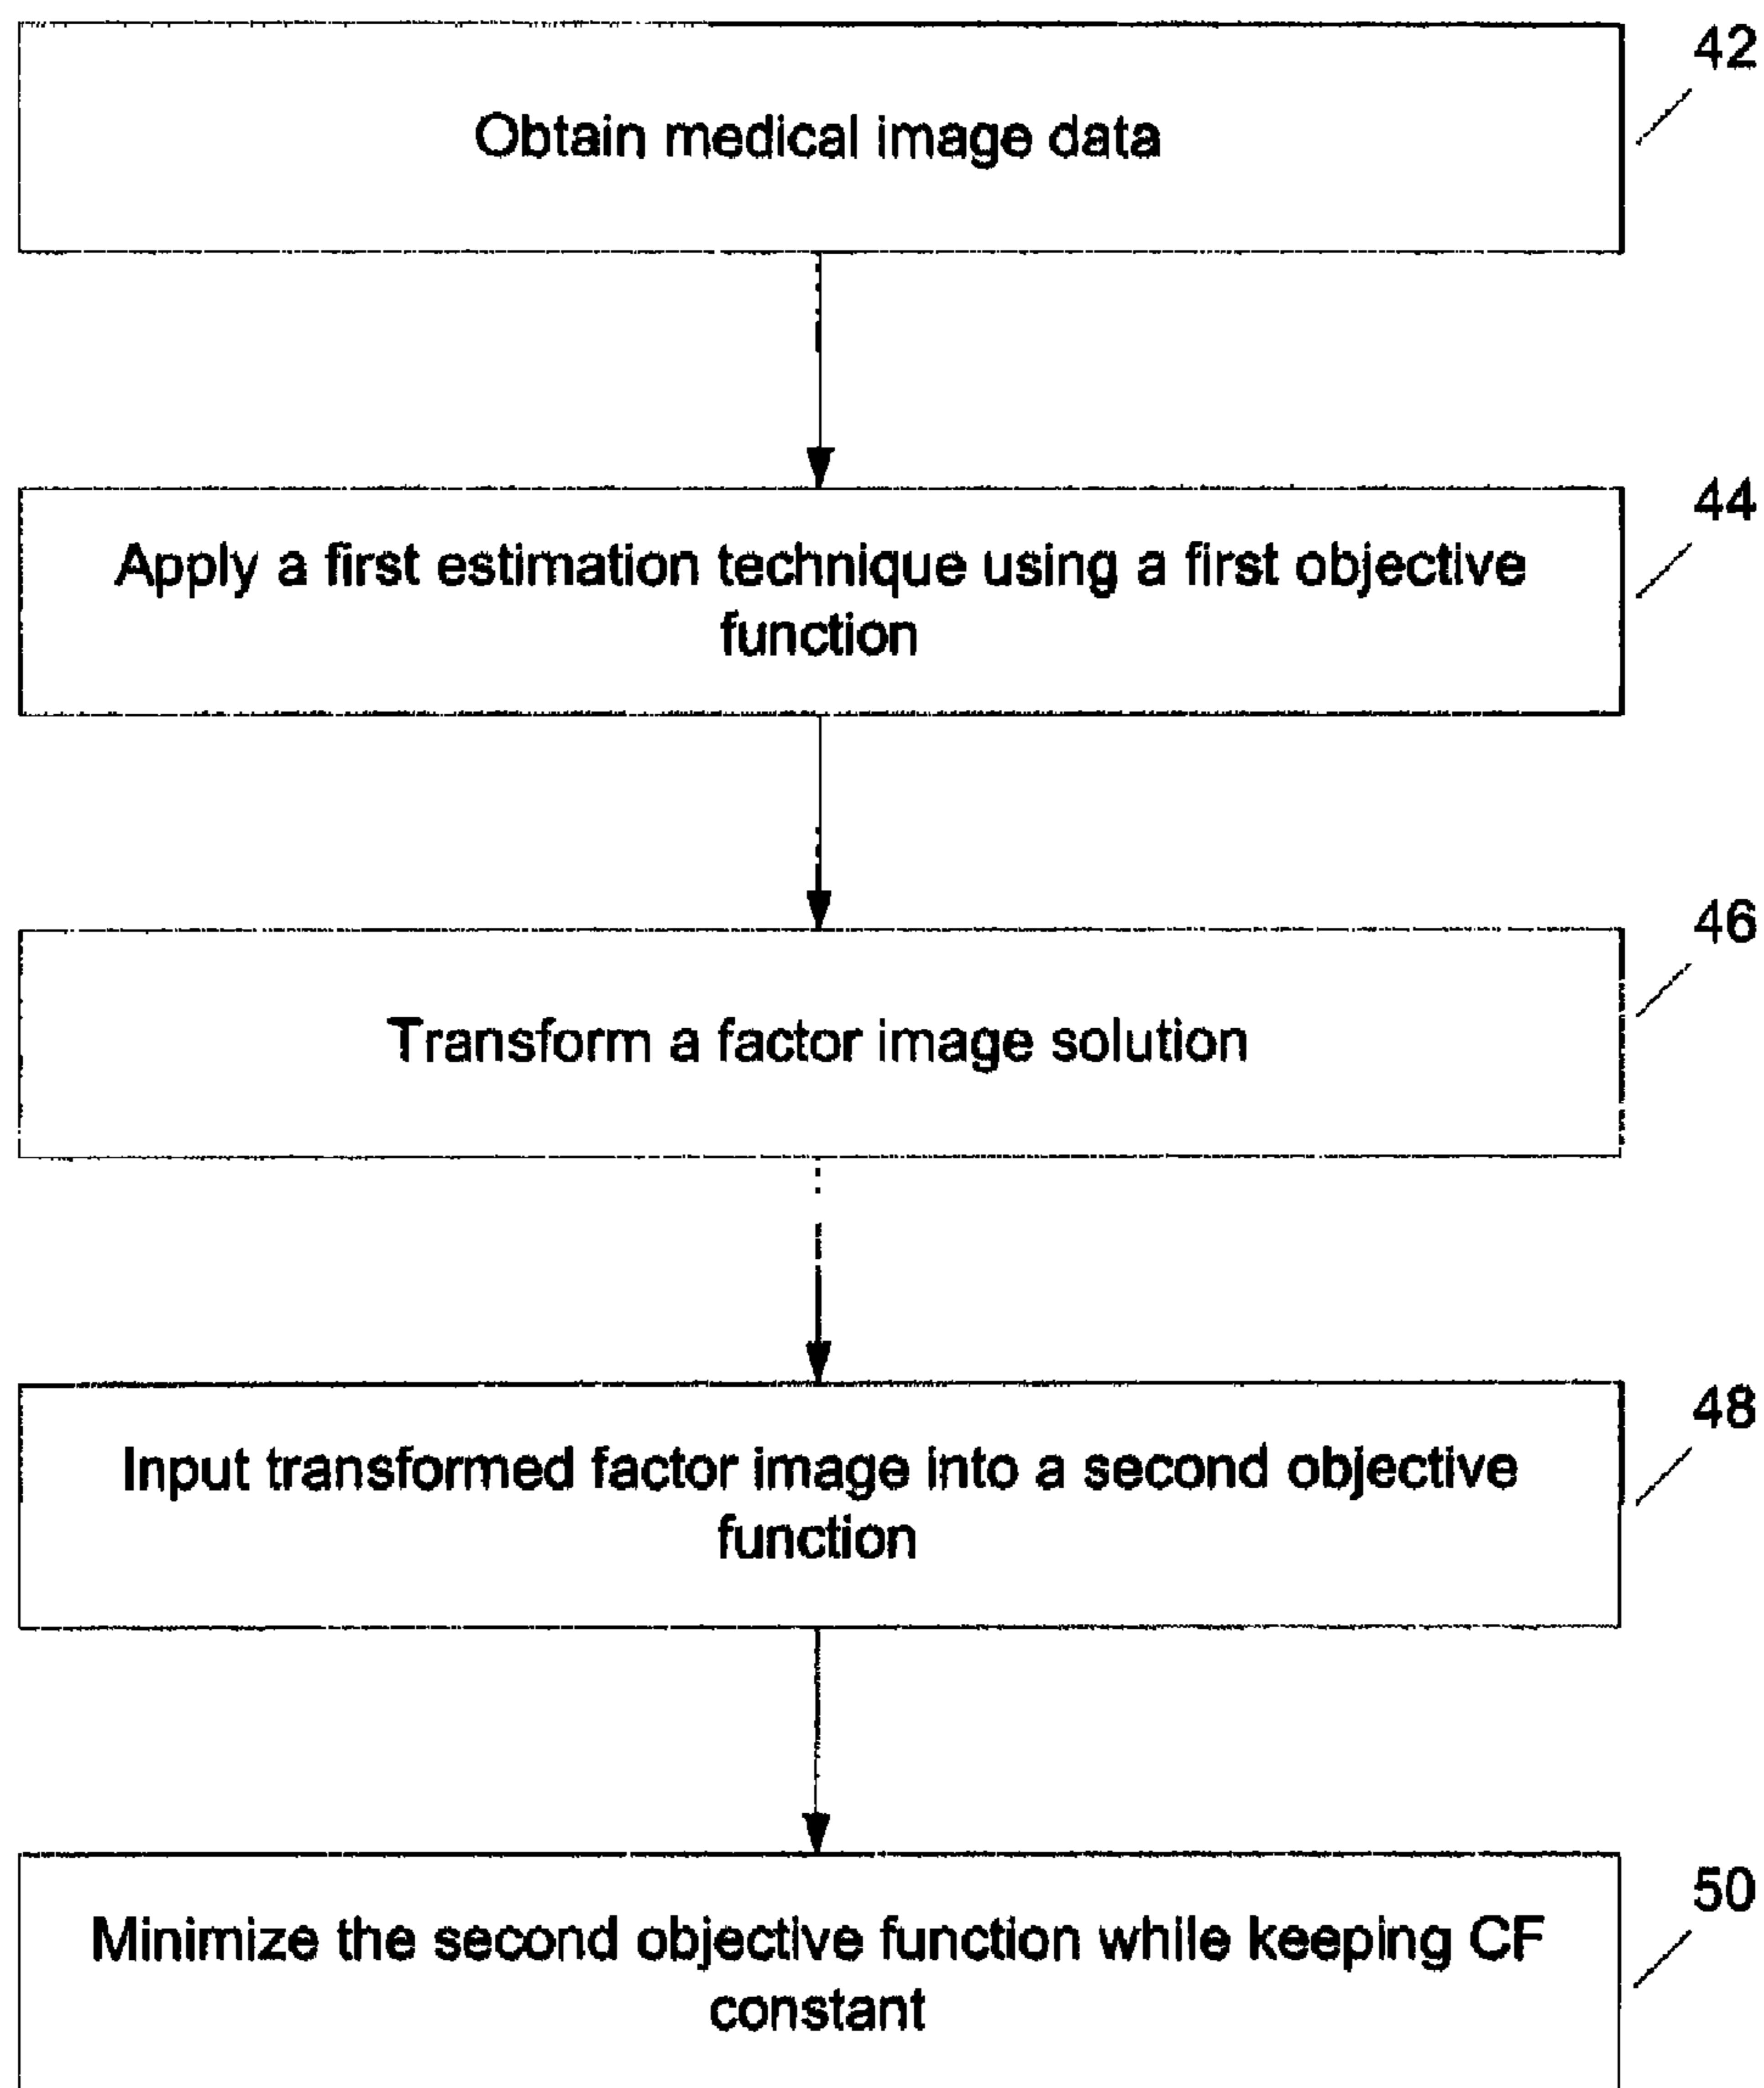 42
Obtain medical image data
44
Apply a first estimation technique using a first objective
function
46
Transform a factor image solution
48
Input transformed factor image into a second objective
function
50
Minimize the second objective function while keeping CF
constant